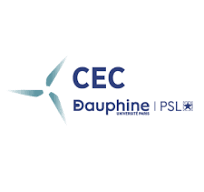 CEC
Dauphine | PSL
UNIVERSITÉ PARIS